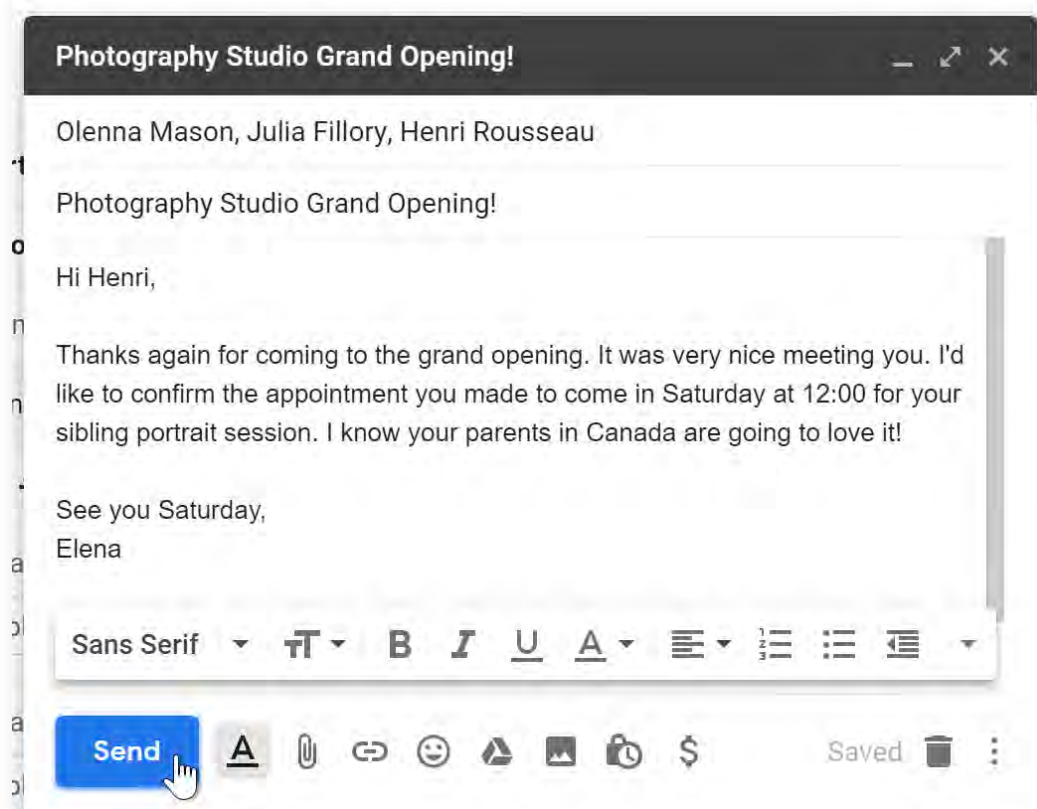 Photography Studio Grand Opening!
Olenna Mason, Julia Fillory, Henri Rousseau
Photography Studio Grand Opening!
Hi Henri,
Thanks again for coming to the grand opening. It was very nice meeting you. I'd
like to confirm the appointment you made to come in Saturday at 12:00 for your
sibling portrait session. I know your parents in Canada are going to love it!
See you Saturday,
Elena
Sans Serif
Send
Saved